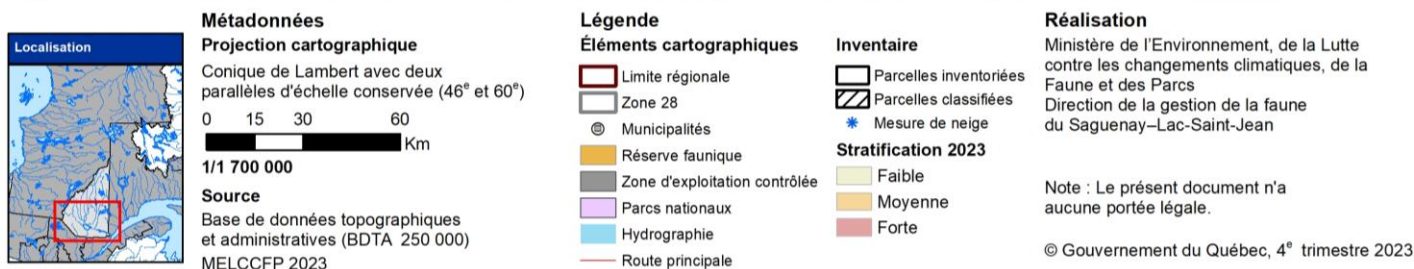 Localisation
Métadonnées
Projection cartographique
Conique de Lambert avec deux
parallèles d'échelle conservée (46e et 60e)
0 15 30 60
Km
1/1 700 000
Source
Base de données topographiques
et administratives (BDTA 250 000)
MELCCFP 2023
Légende
Éléments cartographiques
Limite régionale
Zone 28
Municipalités
Réserve faunique
Zone d'exploitation contrôlée
Parcs nationaux
Hydrographie
Route principale
Inventaire
Parcelles inventoriées
Parcelles classifiées
Mesure de neige
Stratification 2023
Faible
Moyenne
Forte
Réalisation
Ministère de l'Environnement, de la Lutte
contre les changements climatiques, de la
Faune et des Parcs
Direction de la gestion de la faune
du Saguenay–Lac-Saint-Jean
Note : Le présent document n'a
aucune portée légale.
© Gouvernement du Québec, 4e trimestre 2023